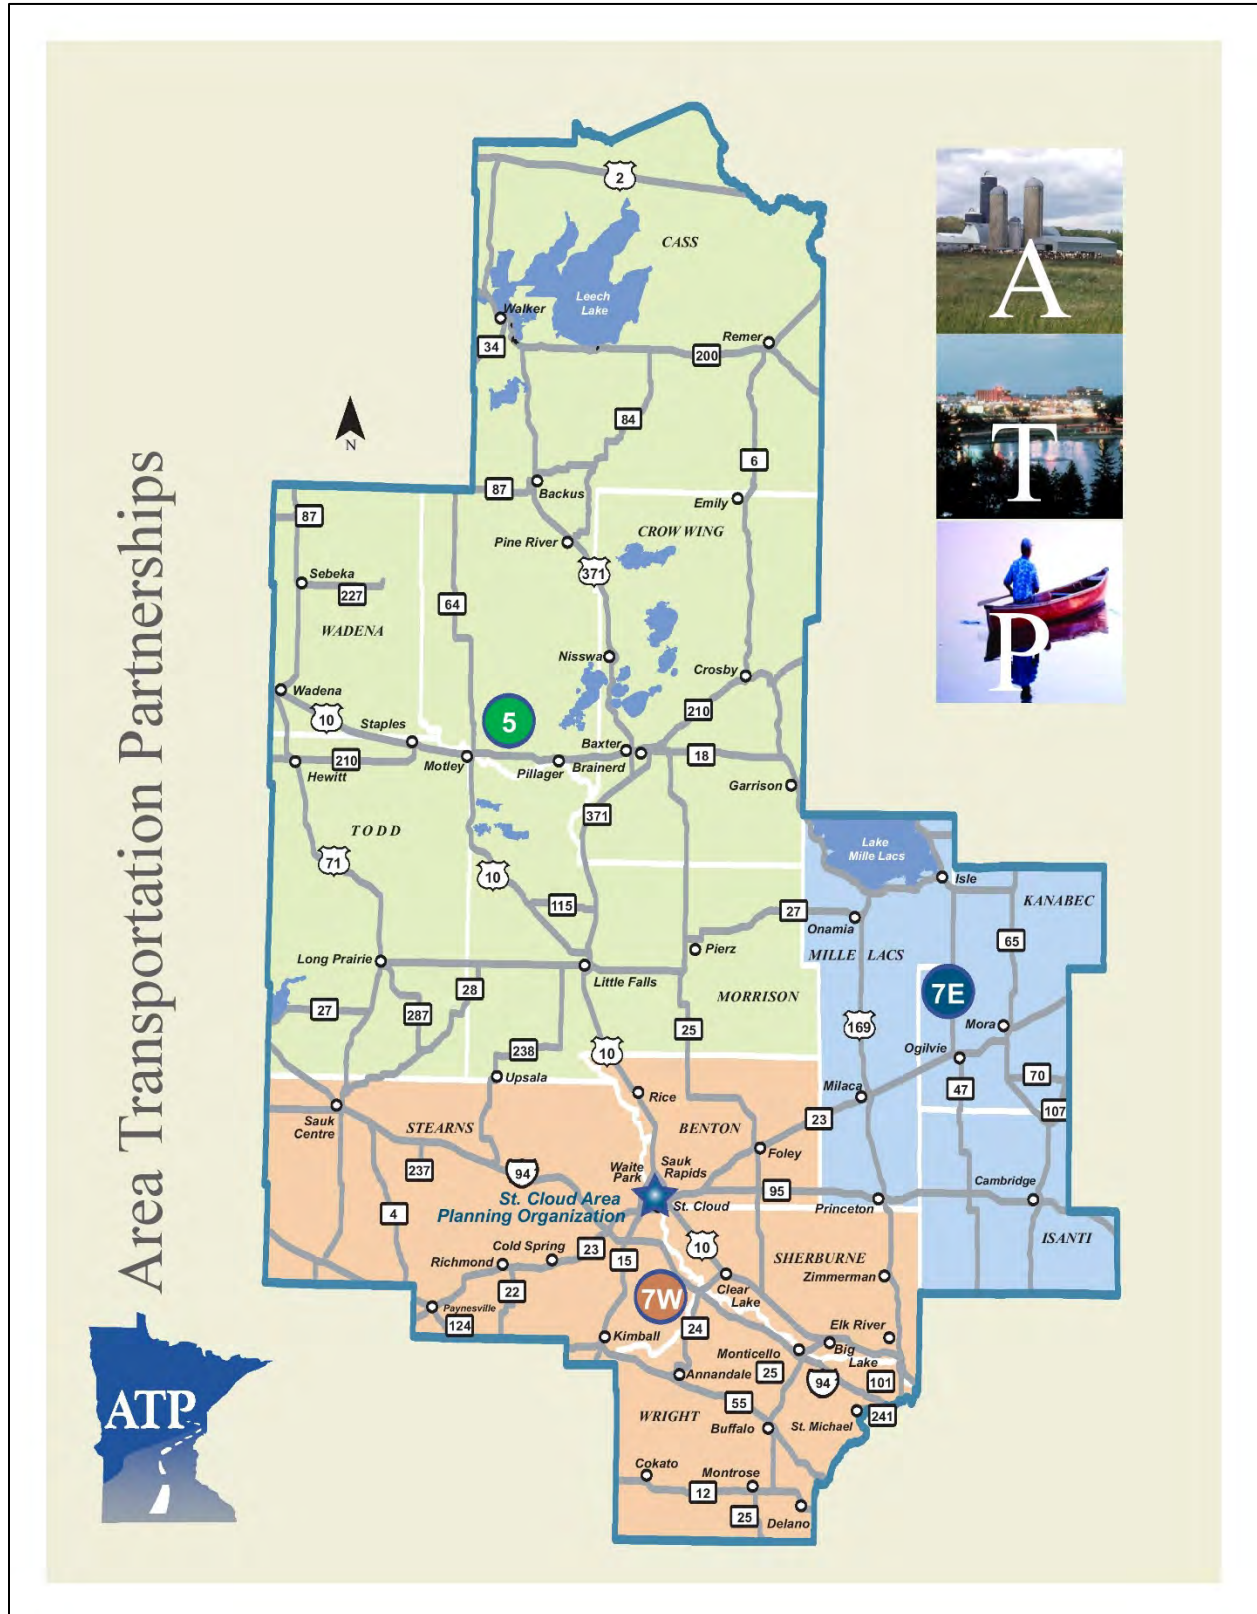 Area Transportation Partnerships
A
T
P
2
CASS
Leech
Lake
Walker
Remer
34
200
84
N
6
87
Backus
Emily
87
CROW WING
Pine River
371
Sebeka
227
64
WADENA
Nisswa
Crosby
Wadena
5
210
10
Staples
Baxter
18
210
Hewitt
Motley
Pillager
Brainerd
Garrison
371
TODD
Lake
Mille Lacs
71
10
Isle
115
27
KANABEC
Onamia
65
Pierz
MILLE LACS
Long Prairie
Little Falls
28
MORRISON
7E
27
287
25
169
Mora
238
10
Ogilvie
Upsala
70
Rice
Milaca
47
107
Sauk
Centre
STEARNS
BENTON
23
237
94
Waite
Park
Sauk
Rapids
Foley
St. Cloud Area
Planning Organization
St. Cloud
95
Cambridge
Princeton
4
ISANTI
10
Cold Spring
23
15
SHERBURNE
Richmond
Zimmerman
22
7W
Clear
Lake
Paynesville
124
24
Elk River
Kimball
Monticello
Big
Lake
Annandale
25
94
101
55
WRIGHT
241
Buffalo
St. Michael
Cokato
Montrose
12
25
Delano
ATP